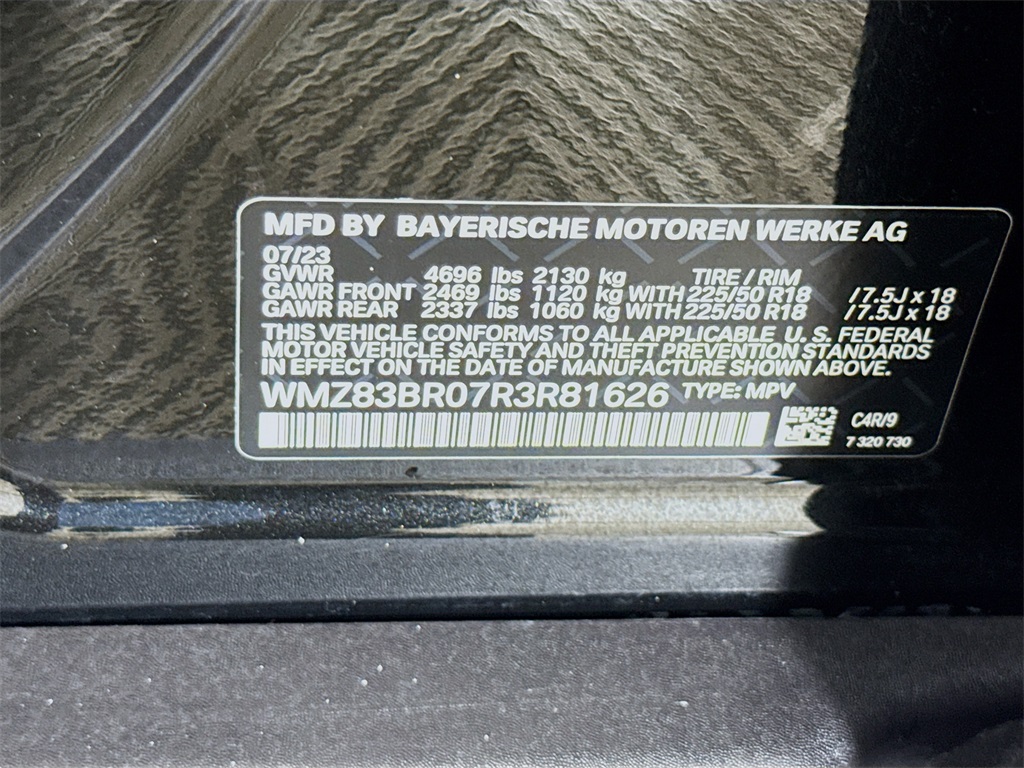 MFD BY BAYERISCHE MOTOREN WERKE AG
07/23
GVWR 4696 lbs 2130 kg TIRE / RIM
GAWR FRONT 2469 lbs 1120 kg WITH 225/50 R18 / 7.5J x 18
GAWR REAR 2337 lbs 1060 kg WITH 225/50 R18 / 7.5J x 18
THIS VEHICLE CONFORMS TO ALL APPLICABLE U. S. FEDERAL
MOTOR VEHICLE SAFETY AND THEFT PREVENTION STANDARDS
IN EFFECT ON THE DATE OF MANUFACTURE SHOWN ABOVE.
WMZ83BR07R3R81626 TYPE: MPV
C4R/9
7 320 730